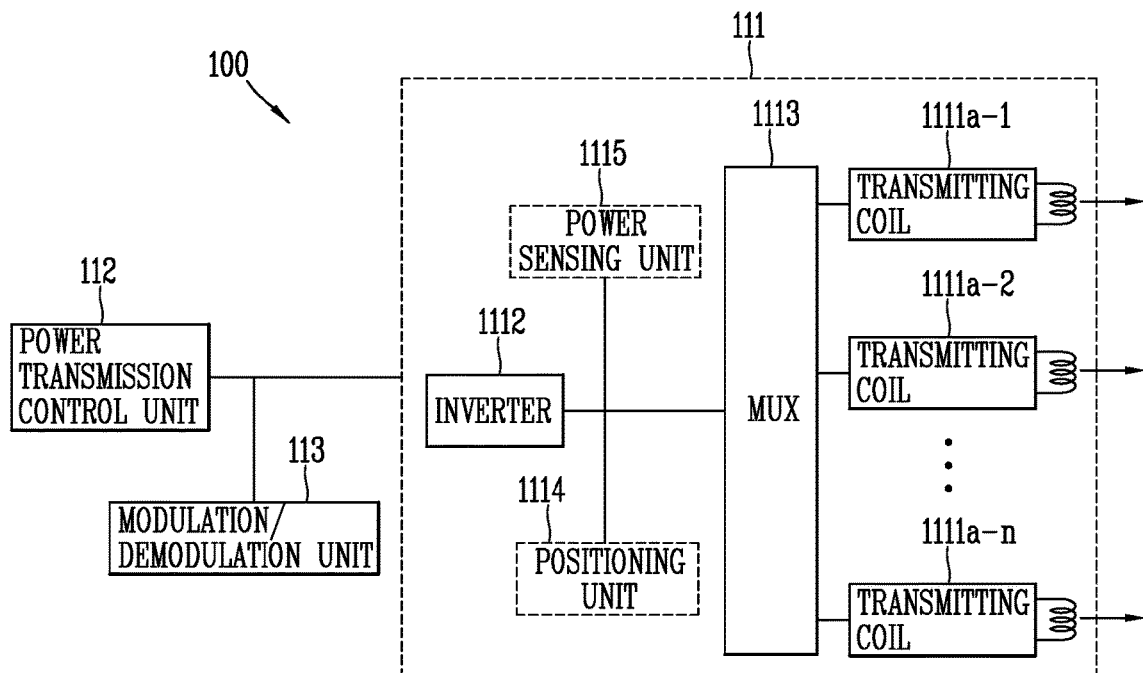 111
100
1113
1111a-1
1115
TRANSMITTING
COIL
POWER
SENSING UNIT
112
1111a-2
1112
POWER
TRANSMISSION
CONTROL UNIT
TRANSMITTING
COIL
INVERTER
MUX
113
1114
MODULATION/
DEMODULATION UNIT
1111a-n
POSITIONING
UNIT
TRANSMITTING
COIL